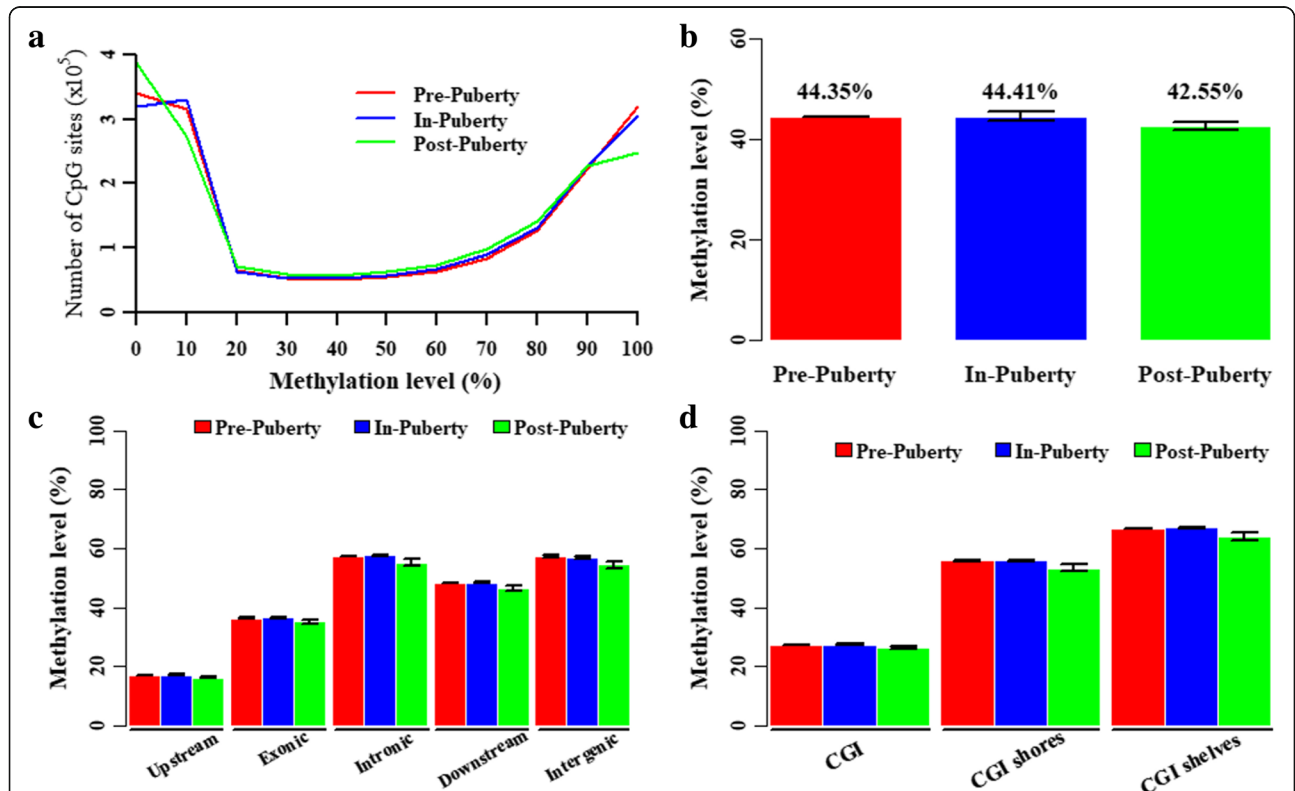 a
Number of CpG sites (x10⁵)
4
3
2
1
0
Pre-Puberty
In-Puberty
Post-Puberty
0 10 20 30 40 50 60 70 80 90 100
Methylation level (%)
b
Methylation level (%)
60
40
20
0
44.35% 44.41% 42.55%
Pre-Puberty In-Puberty Post-Puberty
c
Pre-Puberty In-Puberty Post-Puberty
Methylation level (%)
100
80
60
40
20
0
Upstream Exonic Intronic Downstream Intergenic
d
Pre-Puberty In-Puberty Post-Puberty
Methylation level (%)
100
80
60
40
20
0
CGI CGI shores CGI shelves